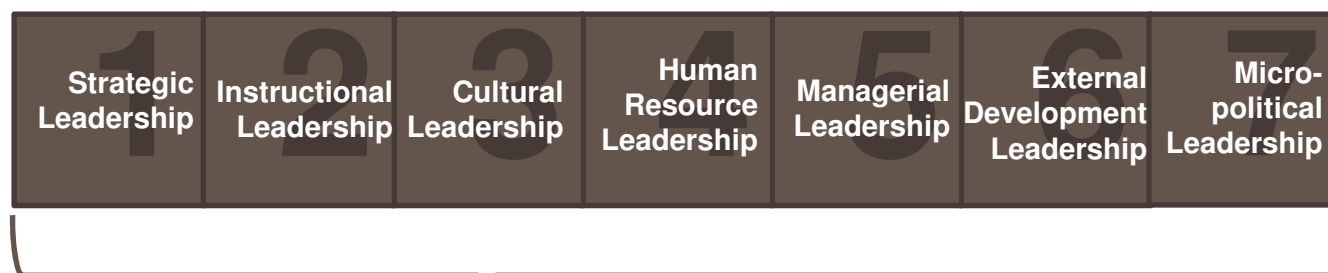 1
Strategic
Leadership
2
Instructional
Leadership
3
Cultural
Leadership
4
Human
Resource
Leadership
5
Managerial
Leadership
6
External
Development
Leadership
7
Micro-
political
Leadership